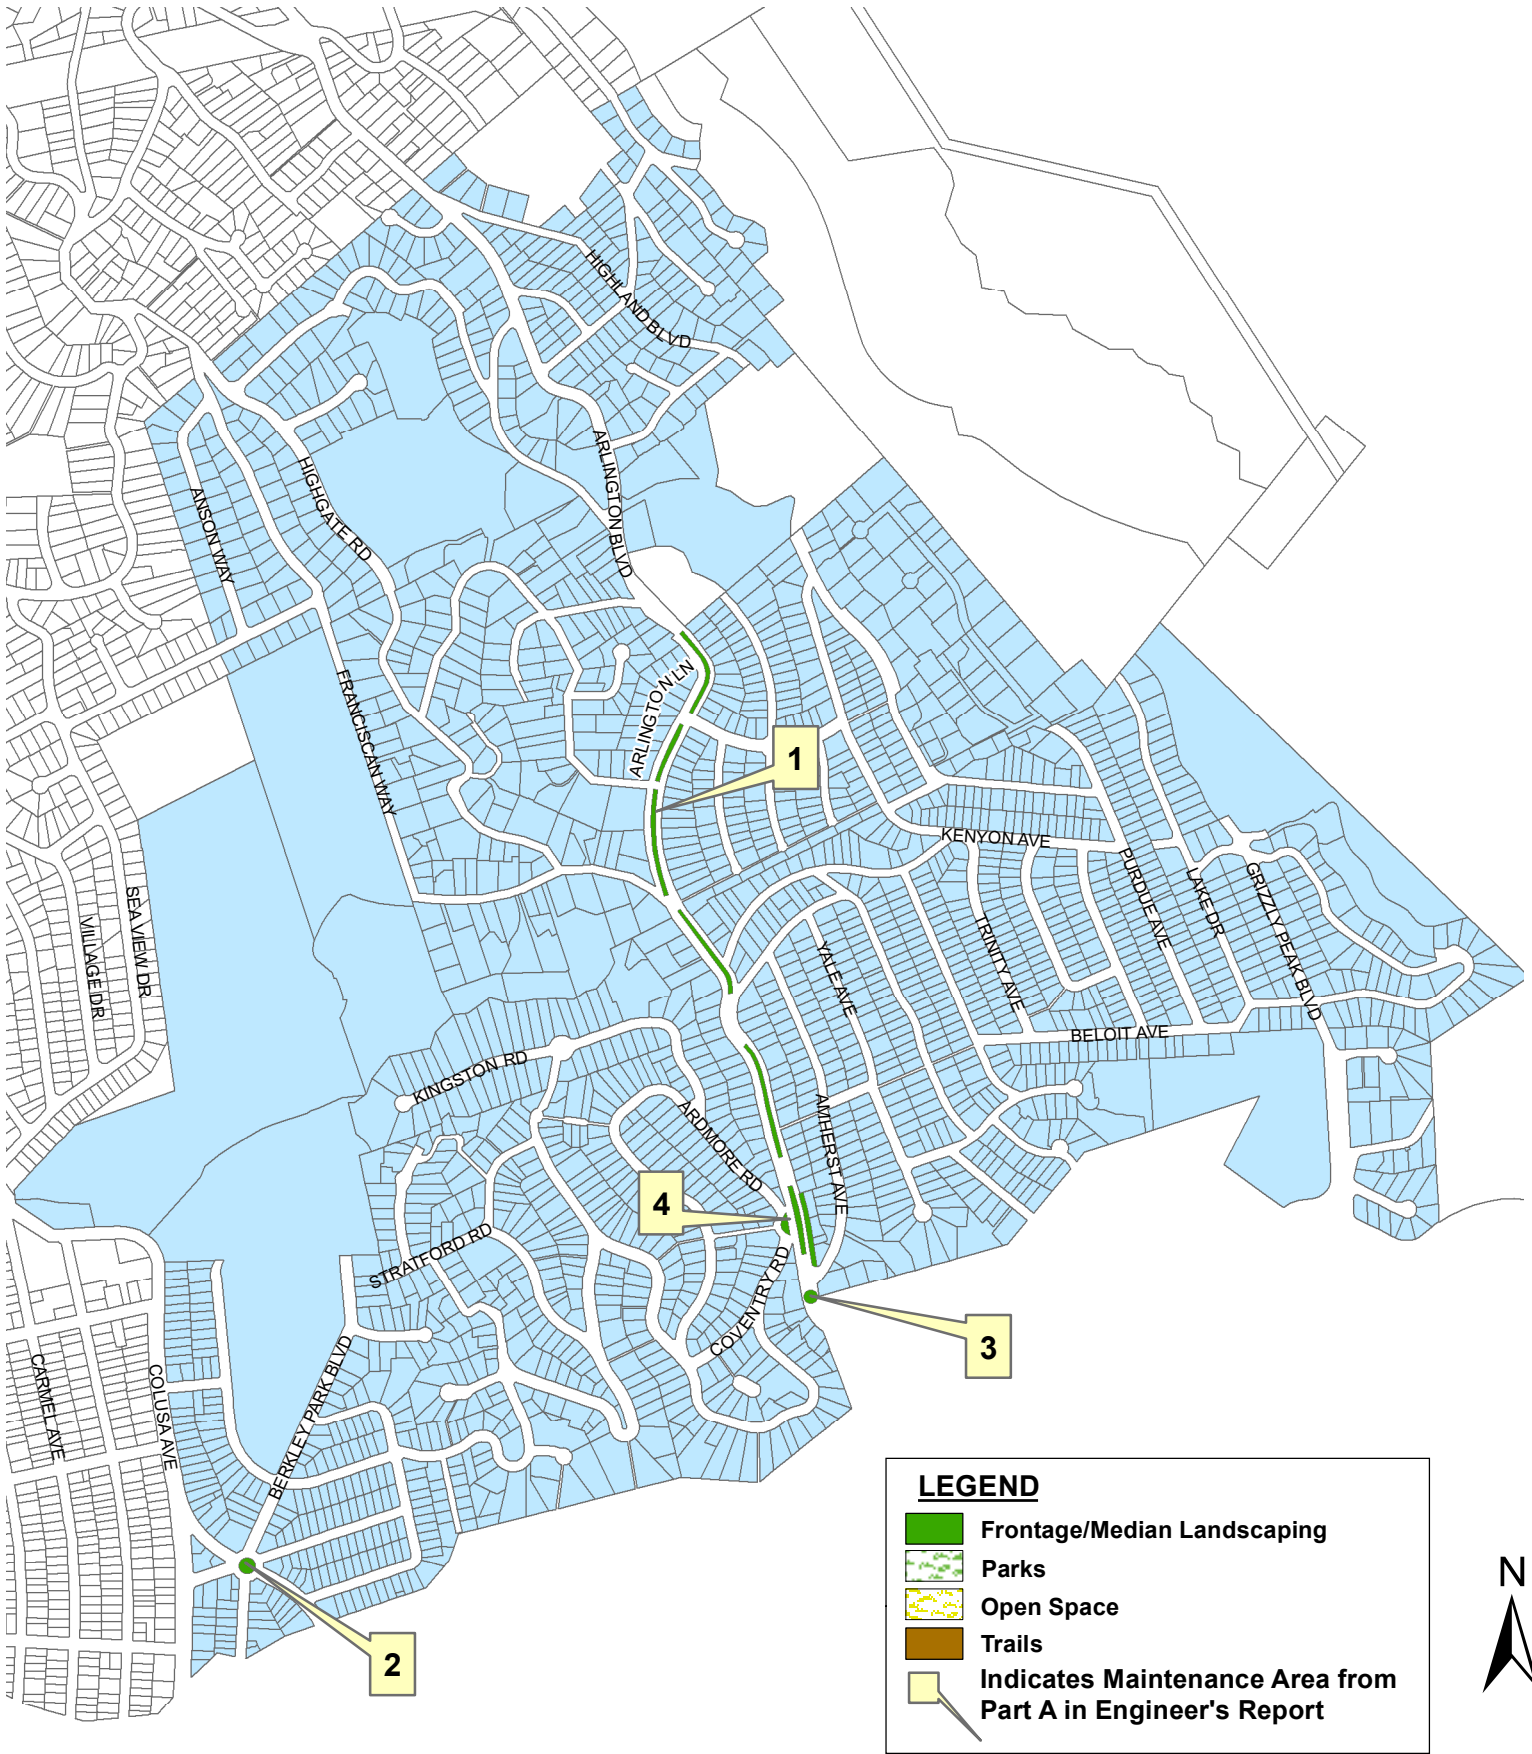 HIGHLAND BLVD
ARLINGTON BLVD
HIGHGATE RD
ANSON WAY
ARLINGTON LN
FRANCISCAN WAY
1
KENYON AVE
PURDUE AVE
LAKE DR
GRIZZLY PEAK BLVD
SEA VIEW DR
VILLAGE DR
TRINITY AVE
YALE AVE
BELOIT AVE
KINGSTON RD
ARDMORE RD
AMHERST AVE
4
STRATFORD RD
COVENTRY RD
3
CARMEL AVE
COLUSA AVE
BERKLEY PARK BLVD
2
LEGEND
Frontage/Median Landscaping
Parks
Open Space
Trails
Indicates Maintenance Area from
Part A in Engineer's Report
N